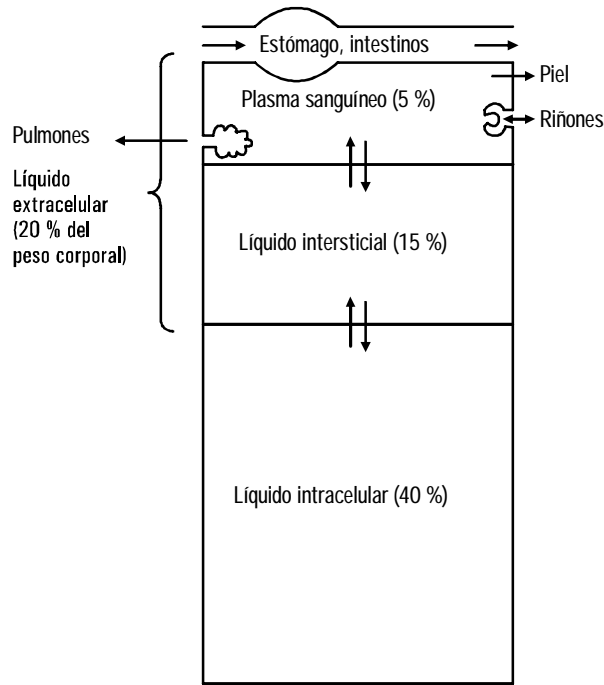 Estómago, intestinos
Piel
Plasma sanguíneo (5 %)
Riñones
Pulmones
Líquido
extracelular
(20 % del
peso corporal)
Líquido intersticial (15 %)
Líquido intracelular (40 %)